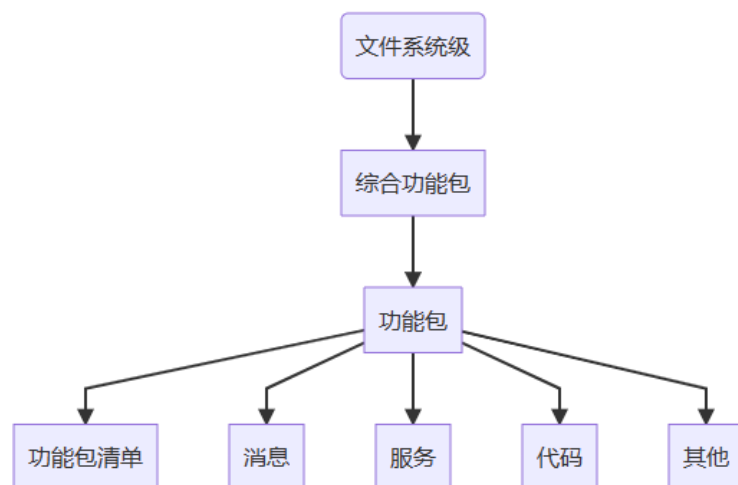 文件系统级
综合功能包
功能包
功能包清单
消息
服务
代码
其他